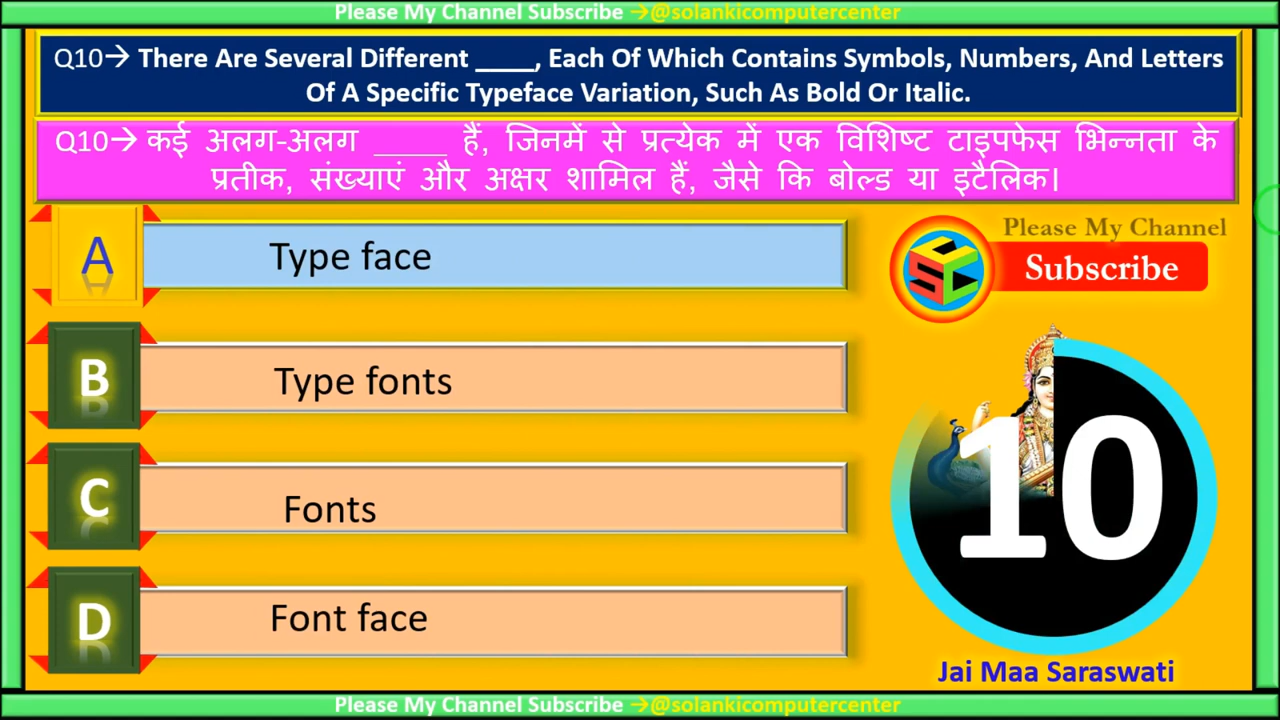 Please My Channel Subscribe →@solankicomputercenter
Q10→ There Are Several Different ____, Each Of Which Contains Symbols, Numbers, And Letters
Of A Specific Typeface Variation, Such As Bold Or Italic.
Q10→ कई अलग-अलग ____ हैं, जिनमें से प्रत्येक में एक विशिष्ट टाइपफेस भिन्नता के
प्रतीक, संख्याएं और अक्षर शामिल हैं, जैसे कि बोल्ड या इटैलिक।
A Type face
B Type fonts
C Fonts
D Font face
Please My Channel
CSC Subscribe
10
Jai Maa Saraswati
Please My Channel Subscribe →@solankicomputercenter